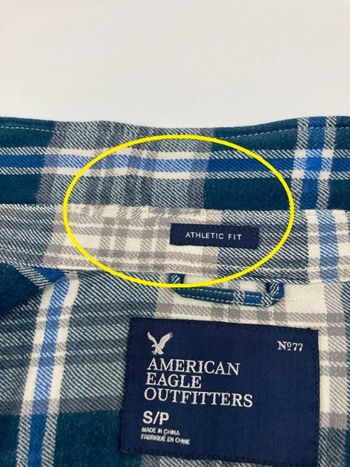 ATHLETIC FIT
Nº77
AMERICAN
EAGLE
OUTFITTERS
S/P
MADE IN CHINA
FABRIQUÉ EN CHINE